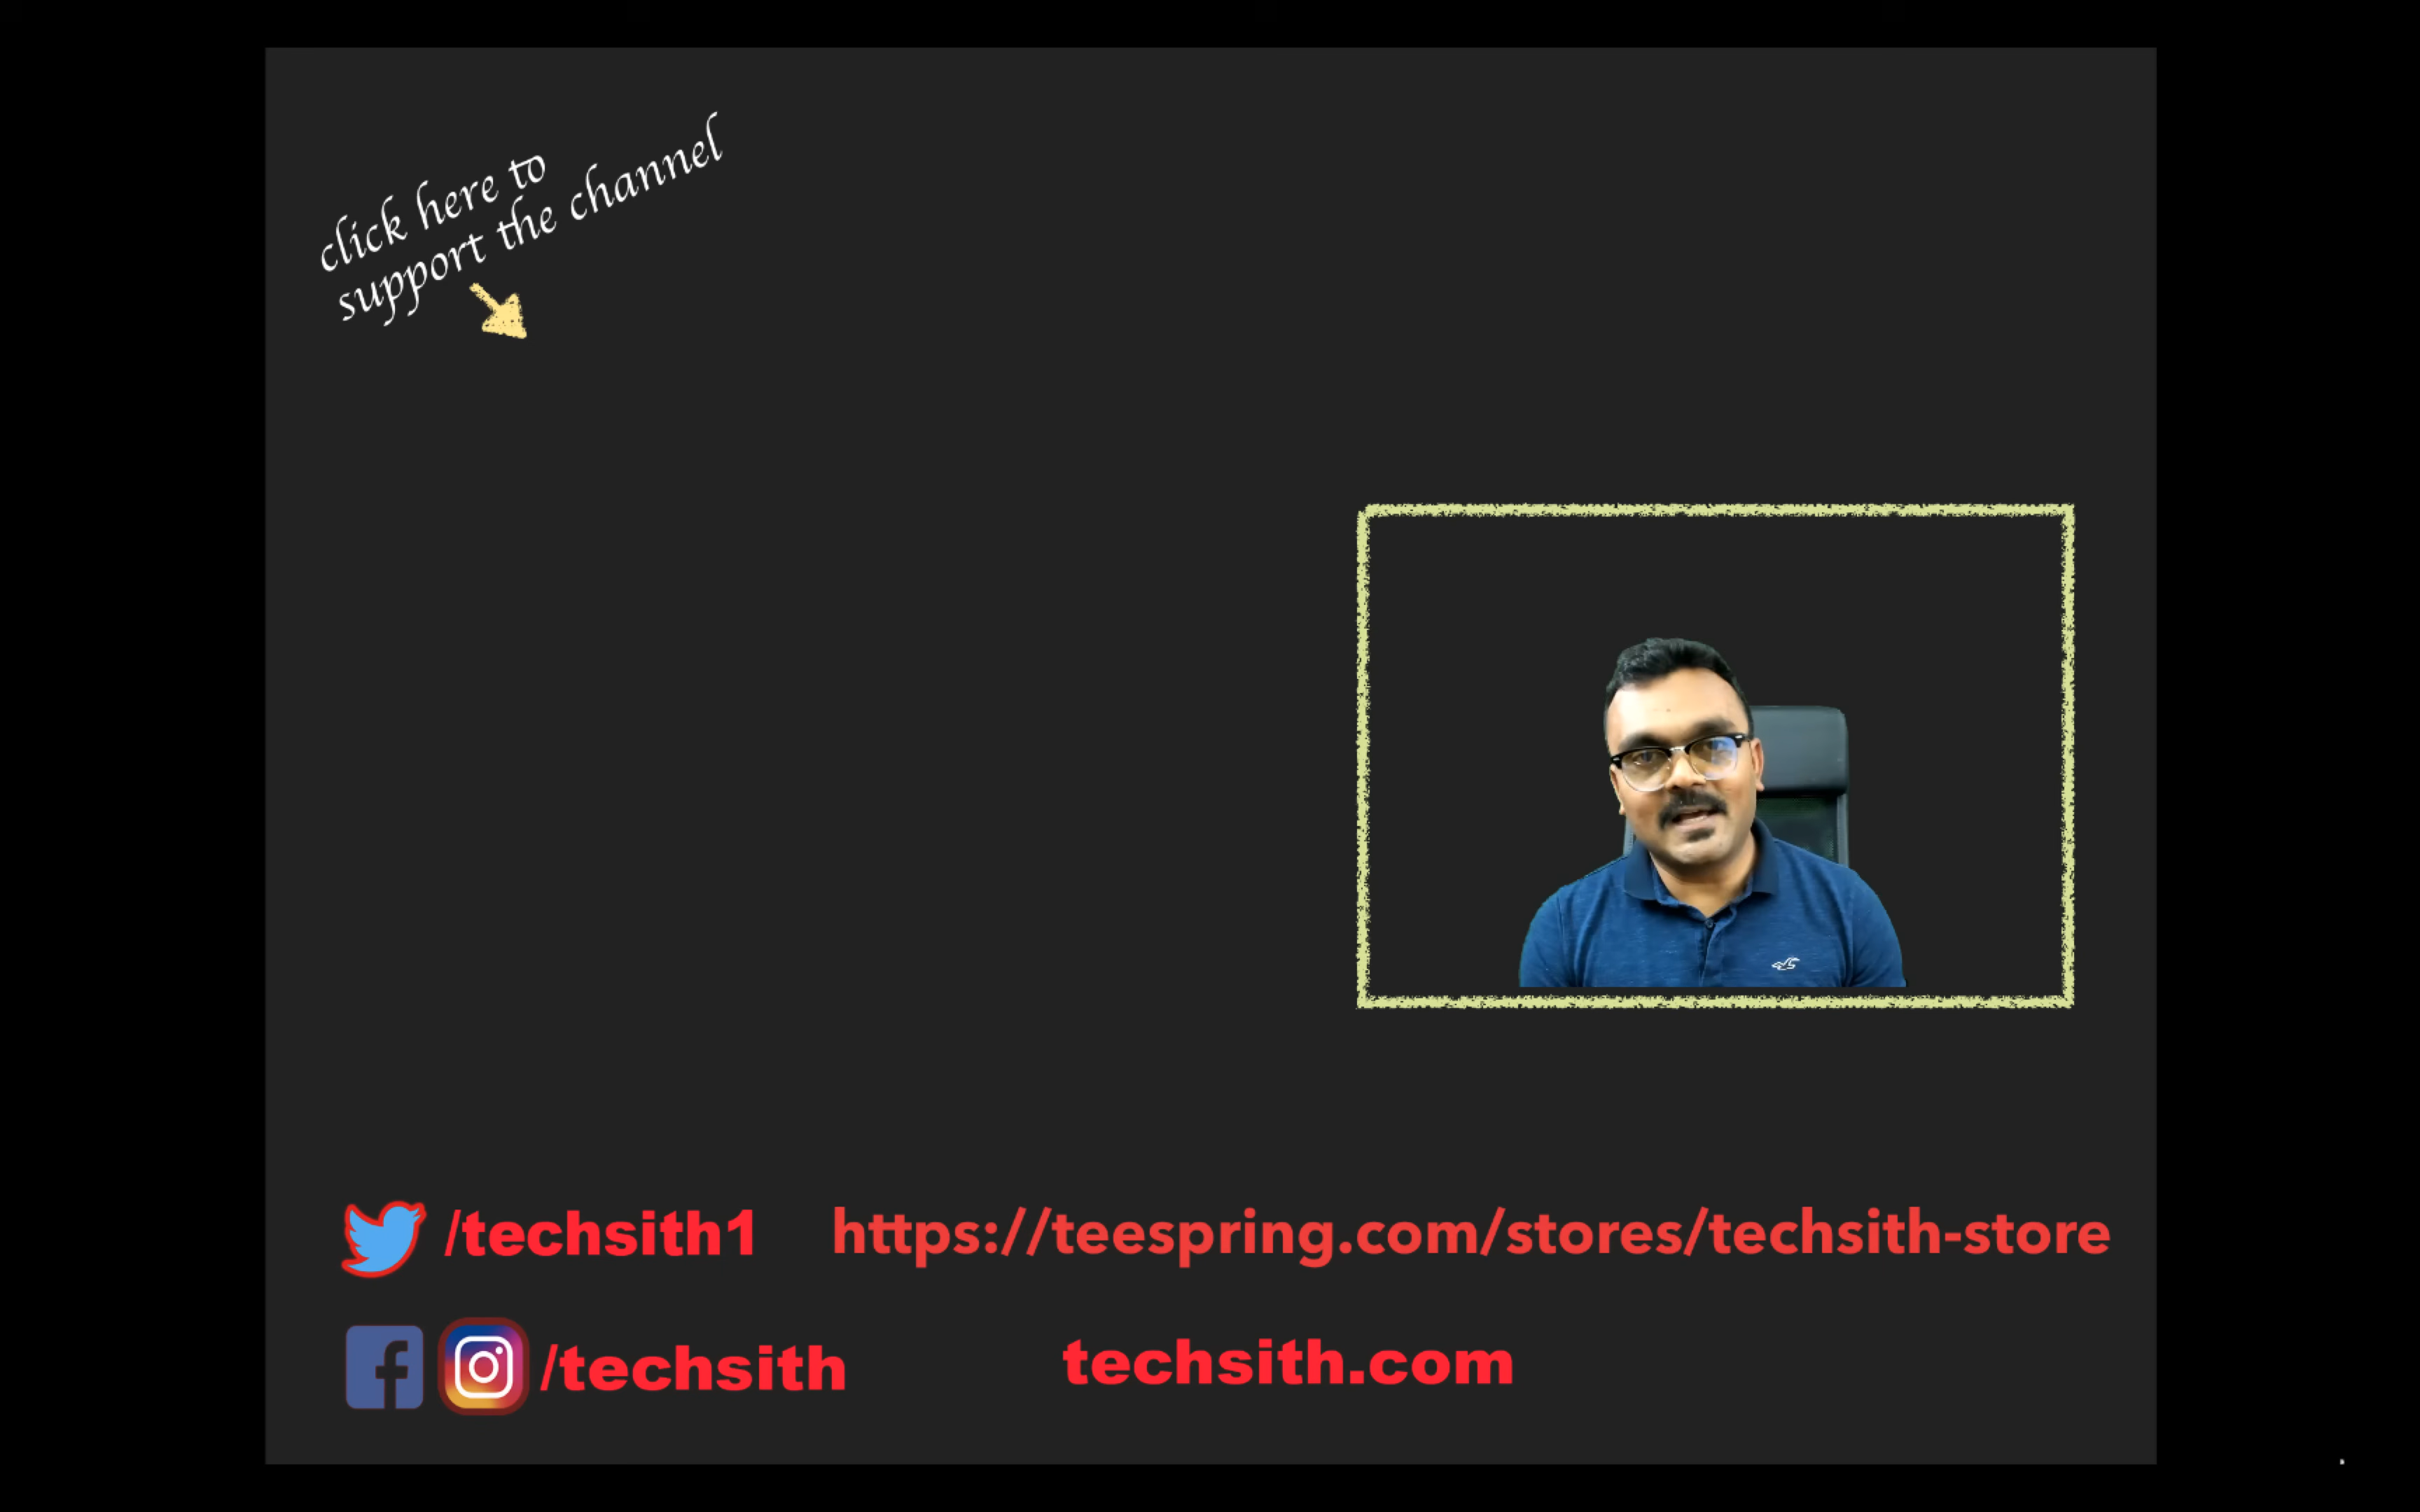 click here to
support the channel
/techsith1
https://teespring.com/stores/techsith-store
/techsith
techsith.com